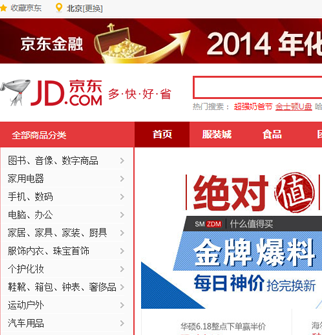 收藏京东
北京[更换]
京东金融
2014 年化
JD.COM 京东
多·快·好·省
热门搜索： 超强奶爸节 金士顿U盘
全部商品分类
首页 服装城 食品
图书、音像、数字商品
家用电器
手机、数码
电脑、办公
家居、家具、家装、厨具
服饰内衣、珠宝首饰
个护化妆
鞋靴、箱包、钟表、奢侈品
运动户外
汽车用品
绝对值
SM ZDM 什么值得买
金牌爆料
每日神价 抢完换新
华硕6.18整点下单赢半价